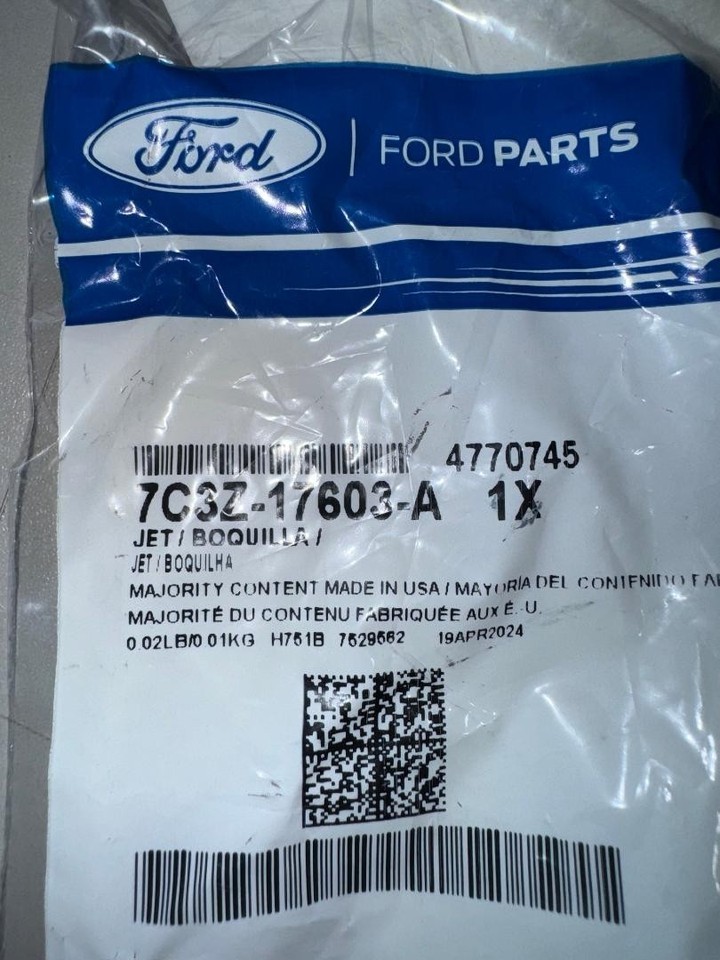 Ford | FORD PARTS
4770745
7C3Z-17603-A 1X
JET / BOQUILLA /
JET / BOQUILHA
MAJORITY CONTENT MADE IN USA / MAYORÍA DEL CONTENIDO FA
MAJORITÉ DU CONTENU FABRIQUÉE AUX É.-U.
0.02LB/0.01KG H751B 7529562 19APR2024